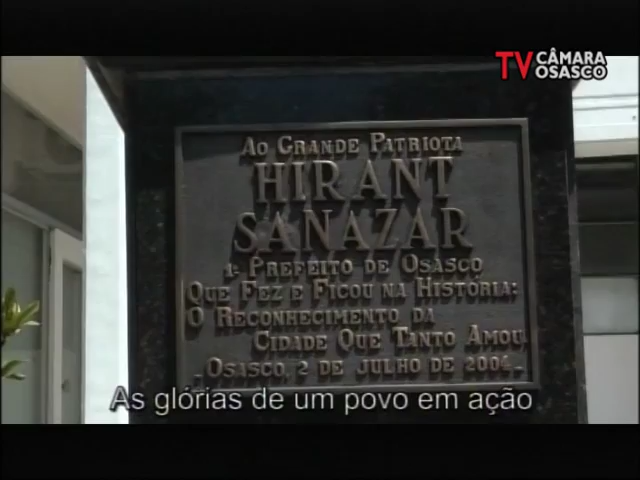 TV CÂMARA
OSASCO
AO GRANDE PATRIOTA
HIRANT
SANAZAR
1º PREFEITO DE OSASCO
QUE FEZ E FICOU NA HISTÓRIA:
O RECONHECIMENTO DA
CIDADE QUE TANTO AMOU
OSASCO, 2 DE JULHO DE 2004
As glórias de um povo em ação